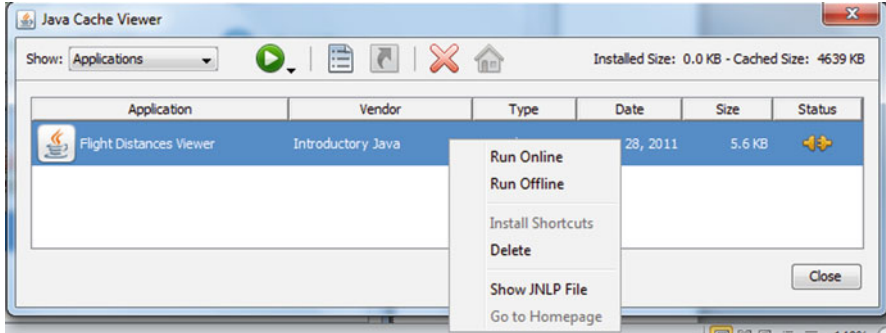 Java Cache Viewer
Show: Applications
Installed Size: 0.0 KB - Cached Size: 4639 KB
Application Vendor Type Date Size Status
Flight Distances Viewer Introductory Java 28, 2011 5.6 KB
Run Online
Run Offline
Install Shortcuts
Delete
Show JNLP File
Go to Homepage
Close